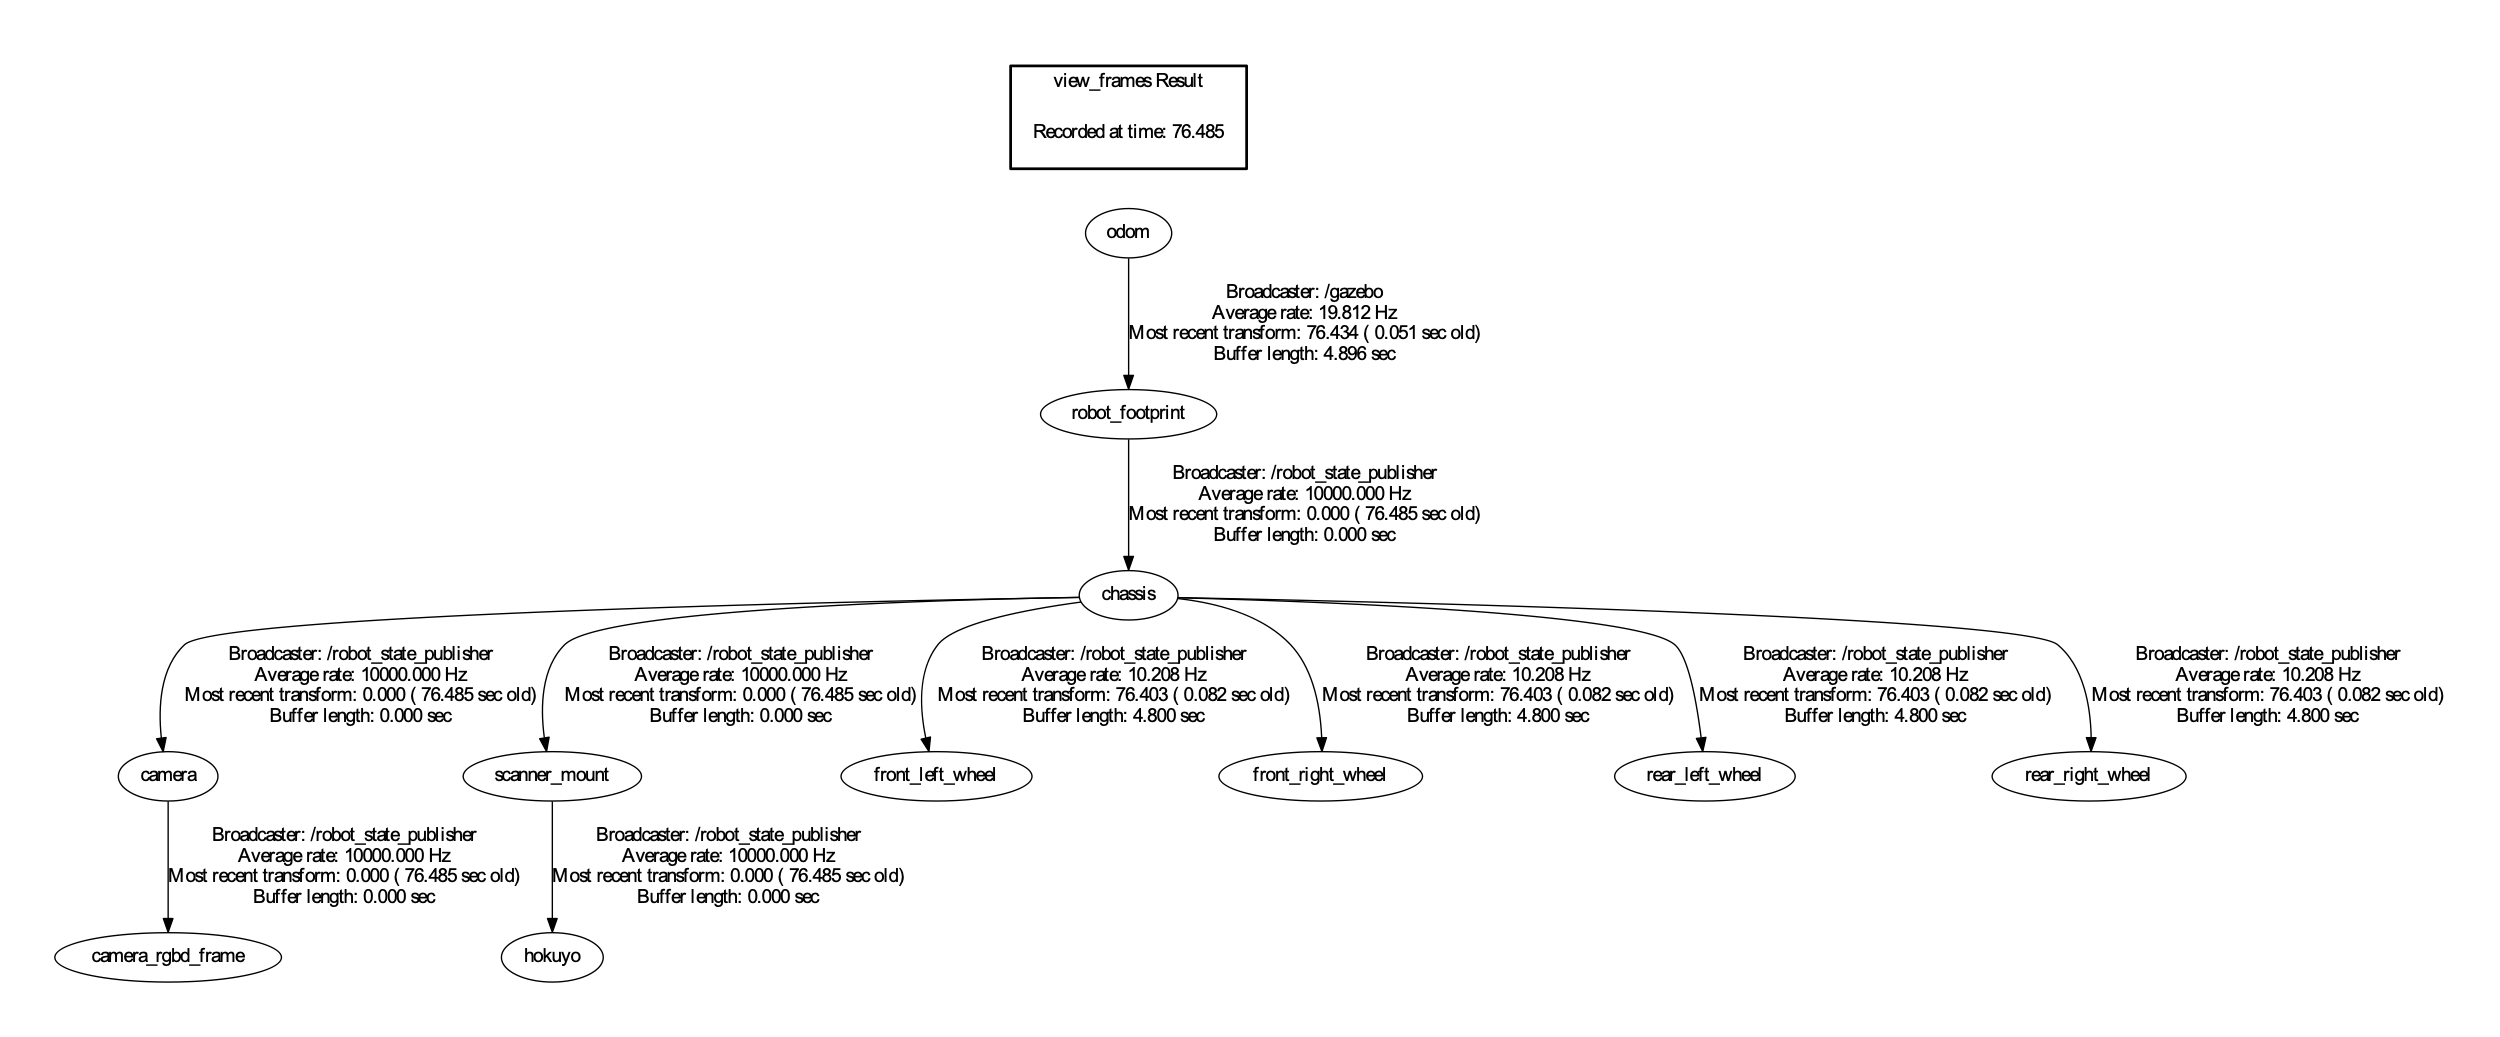 view_frames Result
Recorded at time: 76.485
odom
Broadcaster: /gazebo
Average rate: 19.812 Hz
Most recent transform: 76.434 ( 0.051 sec old)
Buffer length: 4.896 sec
robot_footprint
Broadcaster: /robot_state_publisher
Average rate: 10000.000 Hz
Most recent transform: 0.000 ( 76.485 sec old)
Buffer length: 0.000 sec
chassis
Broadcaster: /robot_state_publisher
Average rate: 10000.000 Hz
Most recent transform: 0.000 ( 76.485 sec old)
Buffer length: 0.000 sec
Broadcaster: /robot_state_publisher
Average rate: 10000.000 Hz
Most recent transform: 0.000 ( 76.485 sec old)
Buffer length: 0.000 sec
Broadcaster: /robot_state_publisher
Average rate: 10.208 Hz
Most recent transform: 76.403 ( 0.082 sec old)
Buffer length: 4.800 sec
Broadcaster: /robot_state_publisher
Average rate: 10.208 Hz
Most recent transform: 76.403 ( 0.082 sec old)
Buffer length: 4.800 sec
Broadcaster: /robot_state_publisher
Average rate: 10.208 Hz
Most recent transform: 76.403 ( 0.082 sec old)
Buffer length: 4.800 sec
Broadcaster: /robot_state_publisher
Average rate: 10.208 Hz
Most recent transform: 76.403 ( 0.082 sec old)
Buffer length: 4.800 sec
camera
scanner_mount
front_left_wheel
front_right_wheel
rear_left_wheel
rear_right_wheel
Broadcaster: /robot_state_publisher
Average rate: 10000.000 Hz
Most recent transform: 0.000 ( 76.485 sec old)
Buffer length: 0.000 sec
Broadcaster: /robot_state_publisher
Average rate: 10000.000 Hz
Most recent transform: 0.000 ( 76.485 sec old)
Buffer length: 0.000 sec
camera_rgbd_frame
hokuyo